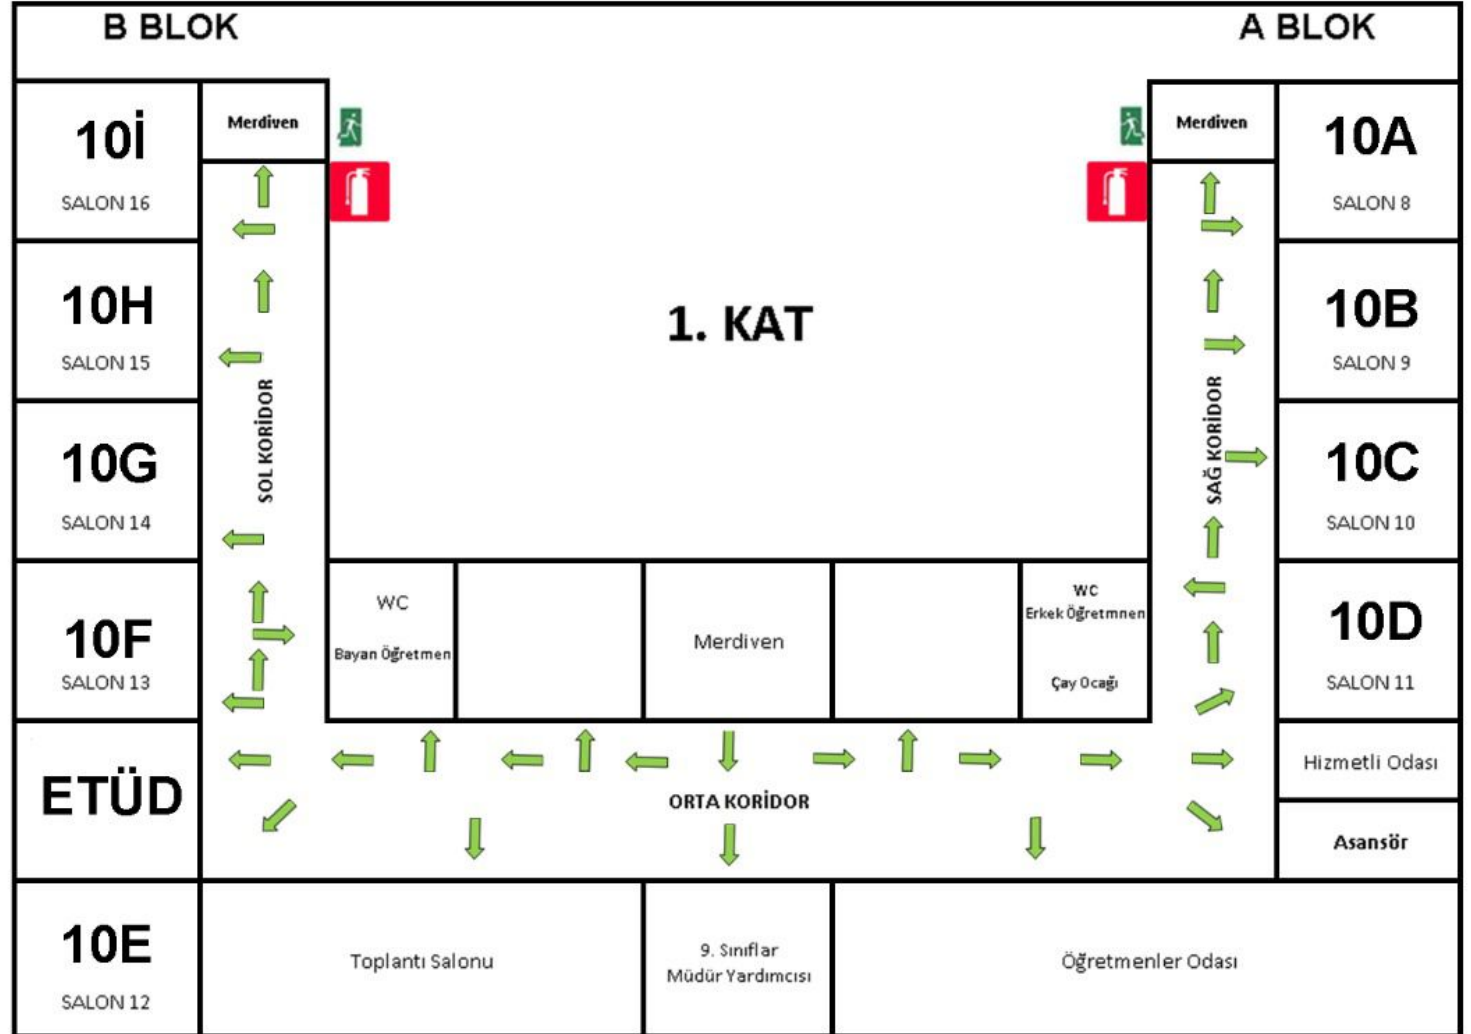 B BLOK
A BLOK
10İ
SALON 16
Merdiven
Merdiven
10A
SALON 8
10H
SALON 15
1. KAT
10B
SALON 9
SOL KORİDOR
SAĞ KORİDOR
10G
SALON 14
10C
SALON 10
10F
SALON 13
WC
Bayan Öğretmen
Merdiven
WC
Erkek Öğretmnen
Çay Ocağı
10D
SALON 11
ETÜD
ORTA KORİDOR
Hizmetli Odası
Asansör
10E
SALON 12
Toplantı Salonu
9. Sınıflar
Müdür Yardımcısı
Öğretmenler Odası